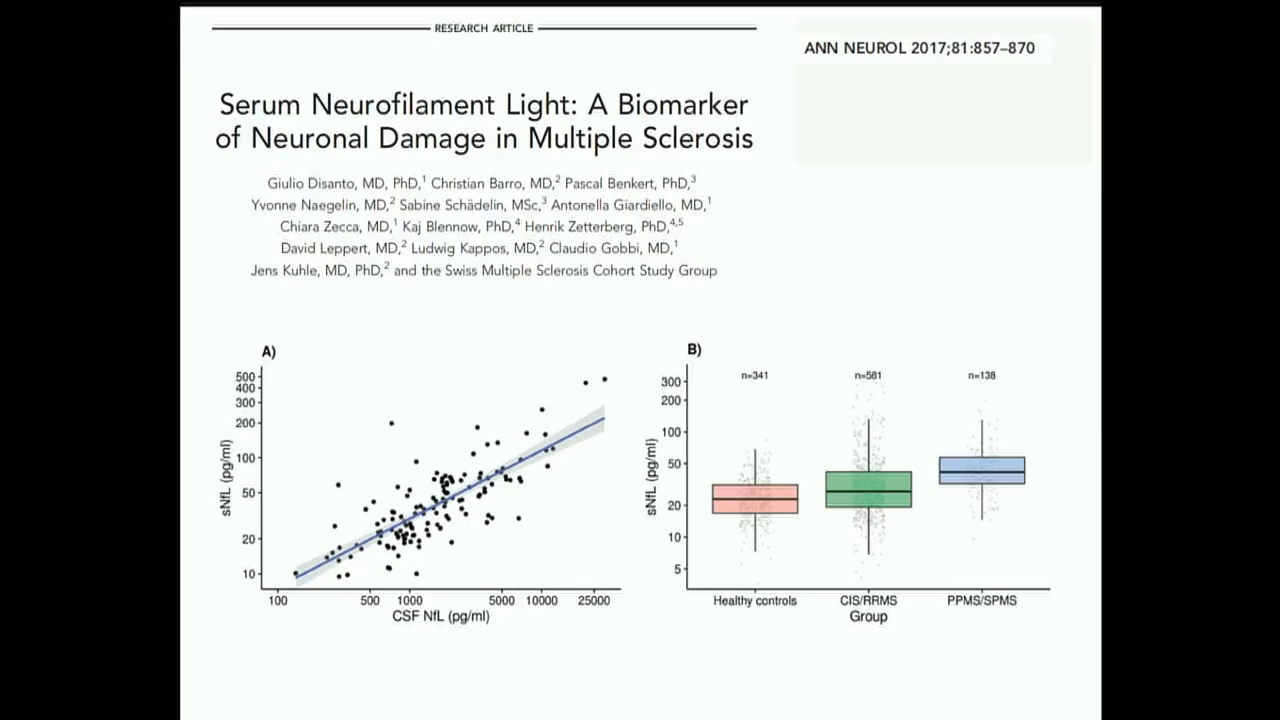 RESEARCH ARTICLE
ANN NEUROL 2017;81:857–870
Serum Neurofilament Light: A Biomarker
of Neuronal Damage in Multiple Sclerosis
Giulio Disanto, MD, PhD,1 Christian Barro, MD,2 Pascal Benkert, PhD,3
Yvonne Naegelin, MD,2 Sabine Schädelin, MSc,3 Antonella Giardiello, MD,1
Chiara Zecca, MD,1 Kaj Blennow, PhD,4 Henrik Zetterberg, PhD,4,5
David Leppert, MD,2 Ludwig Kappos, MD,2 Claudio Gobbi, MD,1
Jens Kuhle, MD, PhD,2 and the Swiss Multiple Sclerosis Cohort Study Group
A)
500
400
300
200
100
50
20
10
sNfL (pg/ml)
100 500 1000 5000 10000 25000
CSF NfL (pg/ml)
B)
n=341 n=581 n=138
300
200
100
50
20
10
5
sNfL (pg/ml)
Healthy controls CIS/RRMS PPMS/SPMS
Group